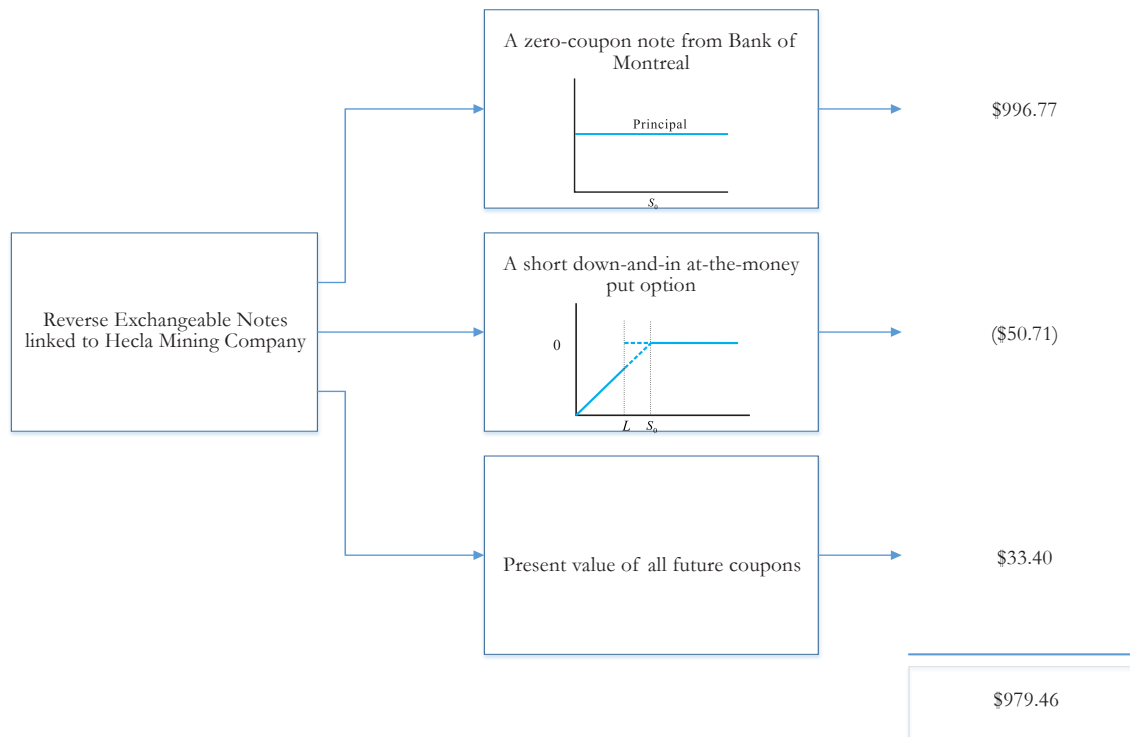 A zero-coupon note from Bank of
Montreal
Principal
S₀
$996.77
Reverse Exchangeable Notes
linked to Hecla Mining Company
A short down-and-in at-the-money
put option
0
L S₀
($50.71)
Present value of all future coupons
$33.40
$979.46